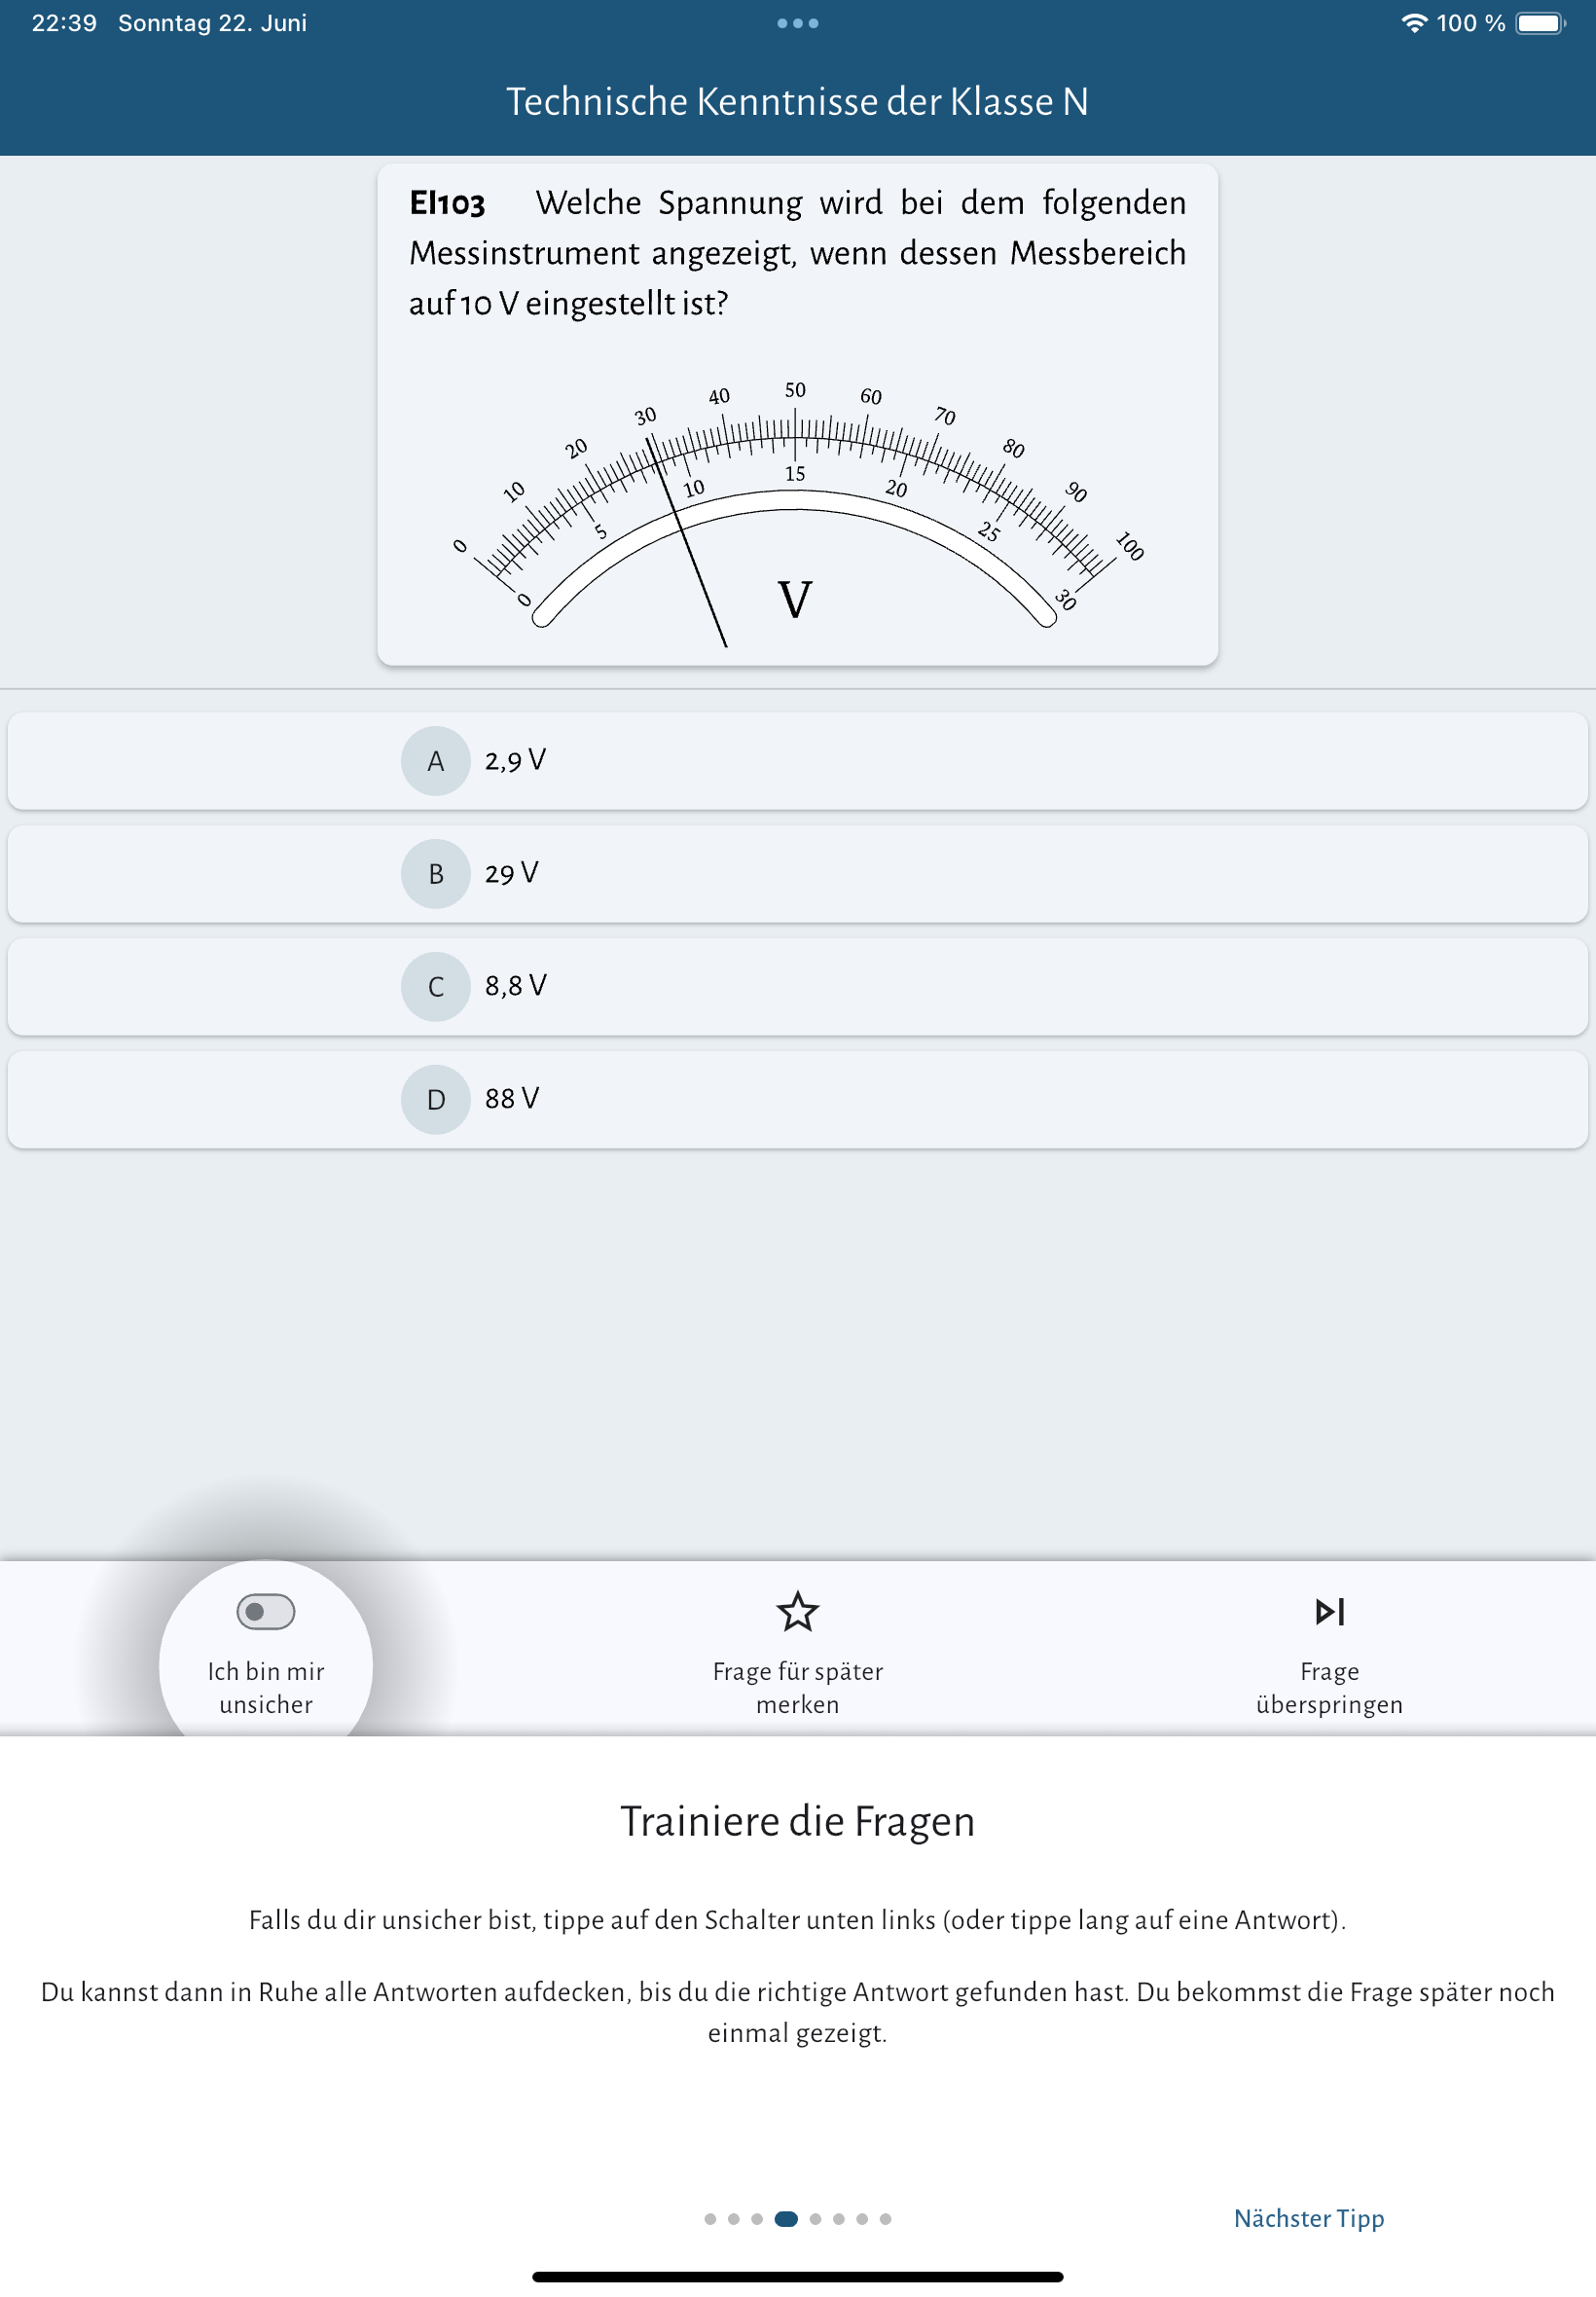 22:39 Sonntag 22. Juni
100 %
Technische Kenntnisse der Klasse N
EI103 Welche Spannung wird bei dem folgenden
Messinstrument angezeigt, wenn dessen Messbereich
auf 10 V eingestellt ist?
0 10 20 30 40 50 60 70 80 90 100
0 5 10 15 20 25 30
V
A 2,9 V
B 29 V
C 8,8 V
D 88 V
Ich bin mir
unsicher
Frage für später
merken
Frage
überspringen
Trainiere die Fragen
Falls du dir unsicher bist, tippe auf den Schalter unten links (oder tippe lang auf eine Antwort).
Du kannst dann in Ruhe alle Antworten aufdecken, bis du die richtige Antwort gefunden hast. Du bekommst die Frage später noch
einmal gezeigt.
Nächster Tipp